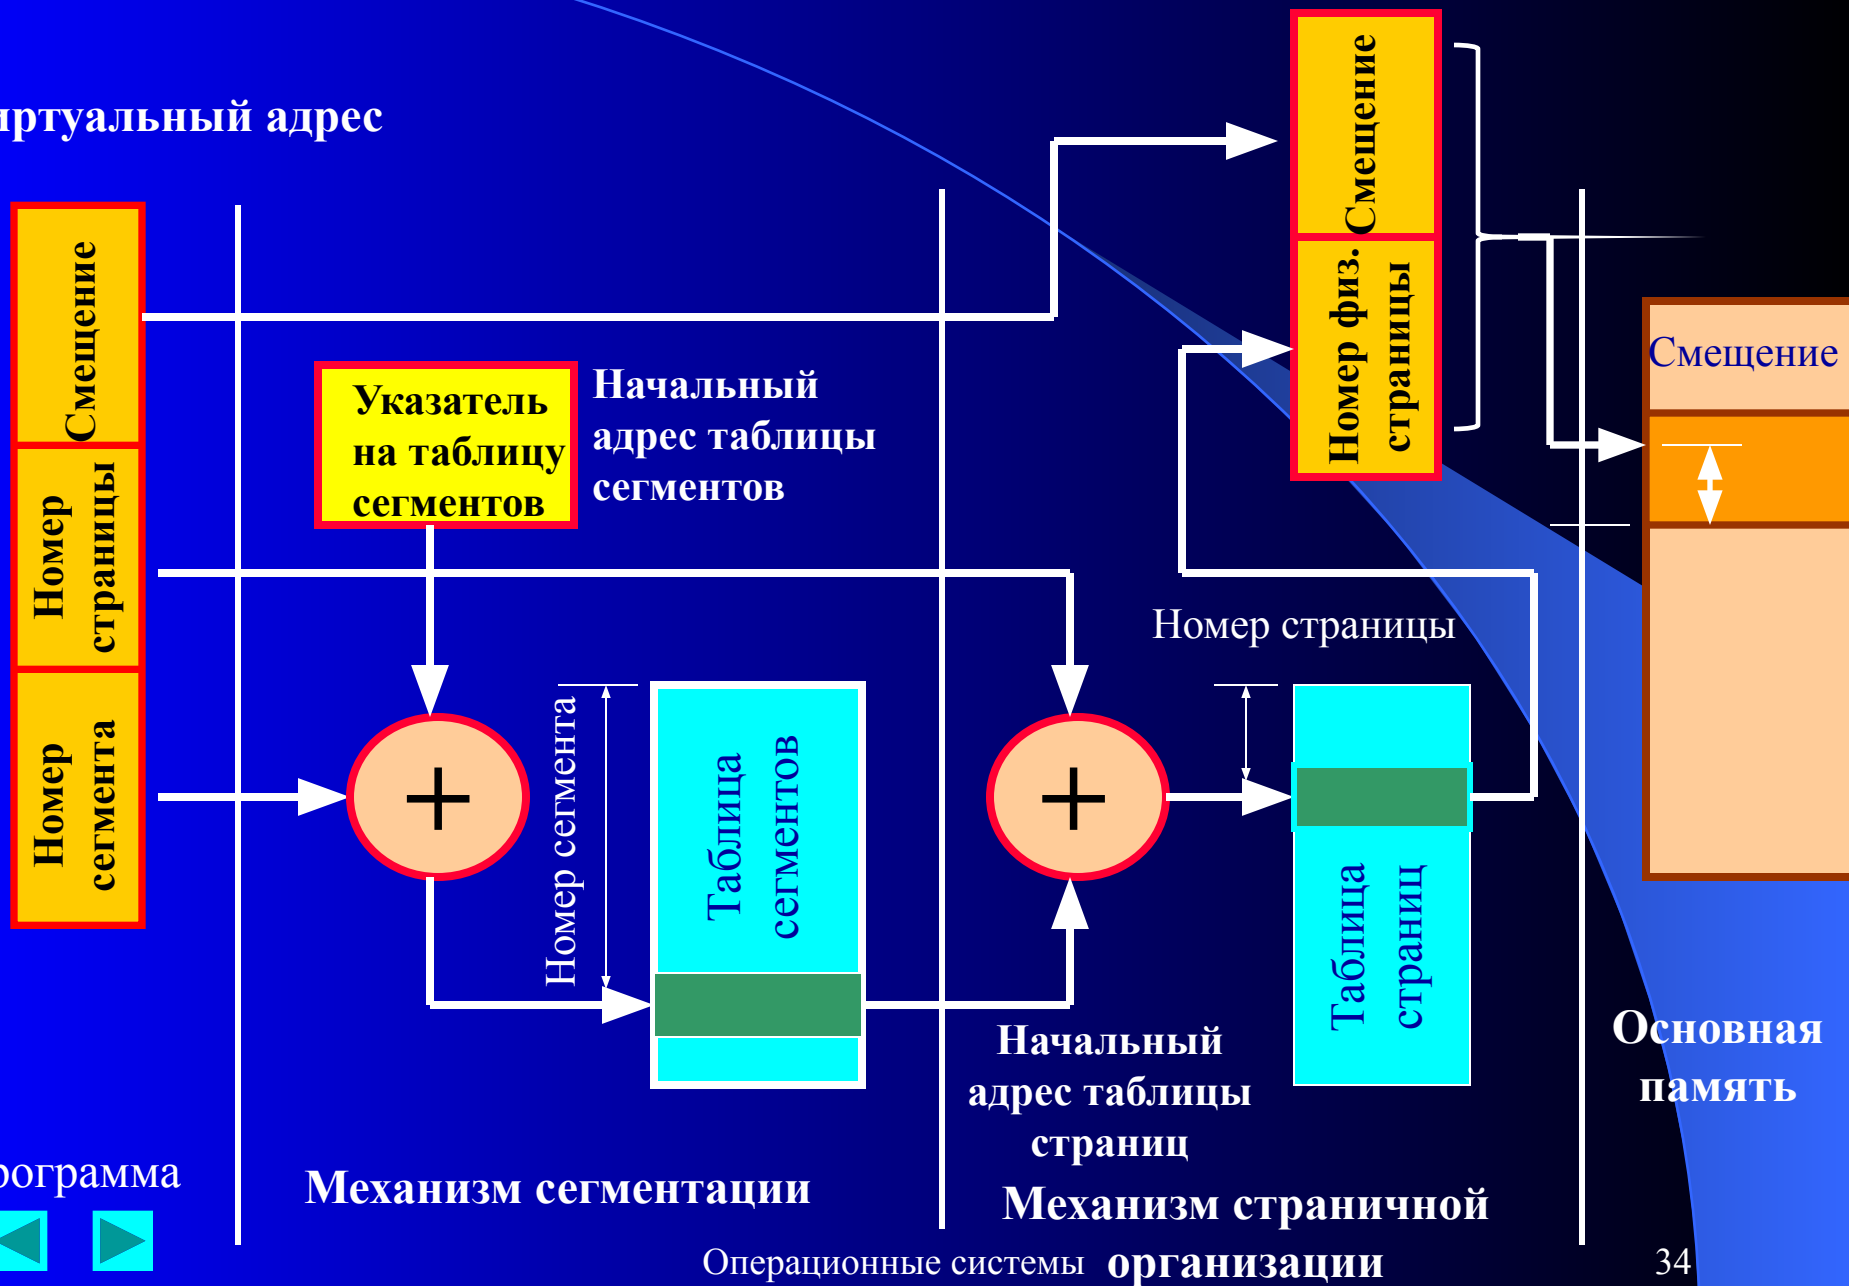 иртуальный адрес
Смещение
Номер
страницы
Номер
сегмента
рограмма
Указатель
на таблицу
сегментов
Начальный
адрес таблицы
сегментов
+
Номер сегмента
Таблица
сегментов
Механизм сегментации
Смещение
Номер физ.
страницы
Номер страницы
+
Таблица
страниц
Начальный
адрес таблицы
страниц
Механизм страничной
организации
Смещение
Основная
память
Операционные системы
34